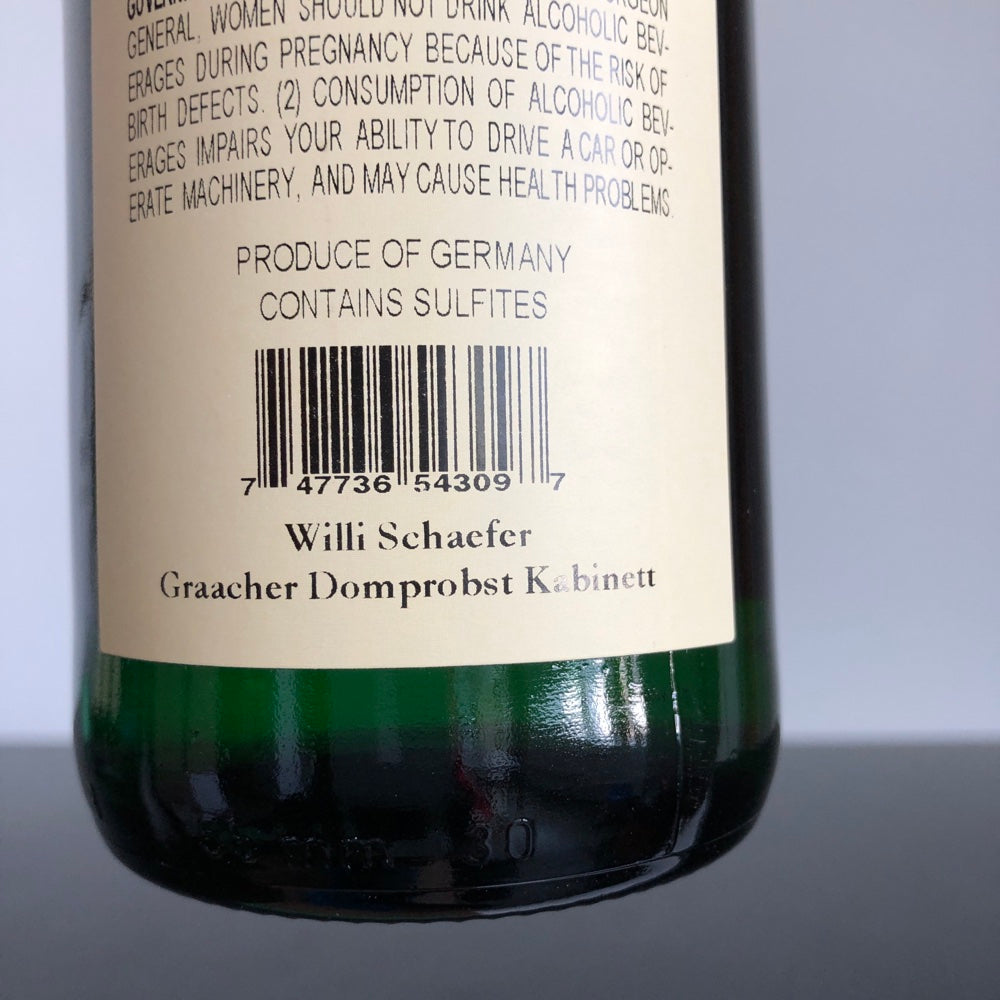 GENERAL, WOMEN SHOULD NOT DRINK ALCOHOLIC BEV-
ERAGES DURING PREGNANCY BECAUSE OF THE RISK OF
BIRTH DEFECTS. (2) CONSUMPTION OF ALCOHOLIC BEV-
ERAGES IMPAIRS YOUR ABILITY TO DRIVE A CAR OR OP-
ERATE MACHINERY, AND MAY CAUSE HEALTH PROBLEMS.
PRODUCE OF GERMANY
CONTAINS SULFITES
7 47736 54309 7
Willi Schaefer
Graacher Domprobst Kabinett
mm 30